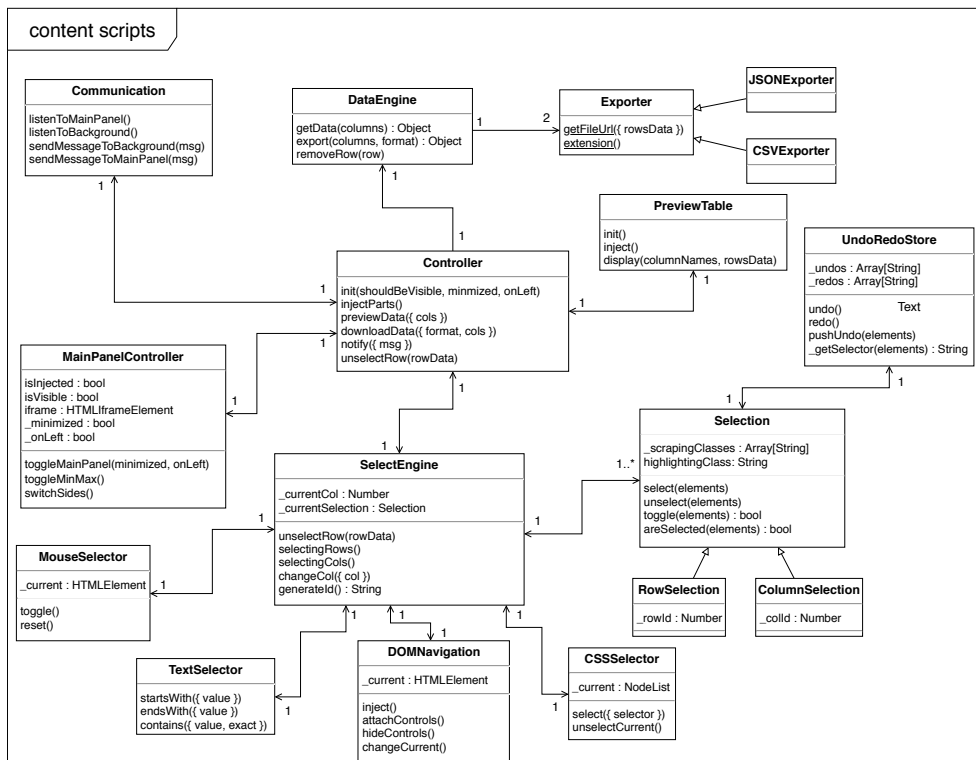 content scripts
Communication
listenToMainPanel()
listenToBackground()
sendMessageToBackground(msg)
sendMessageToMainPanel(msg)
1
DataEngine
getData(columns) : Object
export(columns, format) : Object
removeRow(row)
1
2
1
Exporter
getFileUrl({ rowsData })
extension()
JSONExporter
CSVExporter
PreviewTable
init()
inject()
display(columnNames, rowsData)
1
UndoRedoStore
_undos : Array[String]
_redos : Array[String]
undo()
Text
redo()
pushUndo(elements)
_getSelector(elements) : String
1
1
Controller
init(shouldBeVisible, minmized, onLeft)
injectParts()
previewData({ cols })
downloadData({ format, cols })
notify({ msg })
unselectRow(rowData)
1
1
1
1
MainPanelController
isInjected : bool
isVisible : bool
iframe : HTMLIframeElement
_minimized : bool
_onLeft : bool
toggleMainPanel(minimized, onLeft)
toggleMinMax()
switchSides()
1
1
Selection
_scrapingClasses : Array[String]
highlightingClass: String
select(elements)
unselect(elements)
toggle(elements) : bool
areSelected(elements) : bool
1
1..*
SelectEngine
_currentCol : Number
_currentSelection : Selection
unselectRow(rowData)
selectingRows()
selectingCols()
changeCol({ col })
generateId() : String
1
1
1
1
1
MouseSelector
_current : HTMLElement
toggle()
reset()
1
RowSelection
_rowId : Number
ColumnSelection
_colId : Number
TextSelector
startsWith({ value })
endsWith({ value })
contains({ value, exact })
1
DOMNavigation
_current : HTMLElement
inject()
attachControls()
hideControls()
changeCurrent()
1
CSSSelector
_current : NodeList
select({ selector })
unselectCurrent()
1